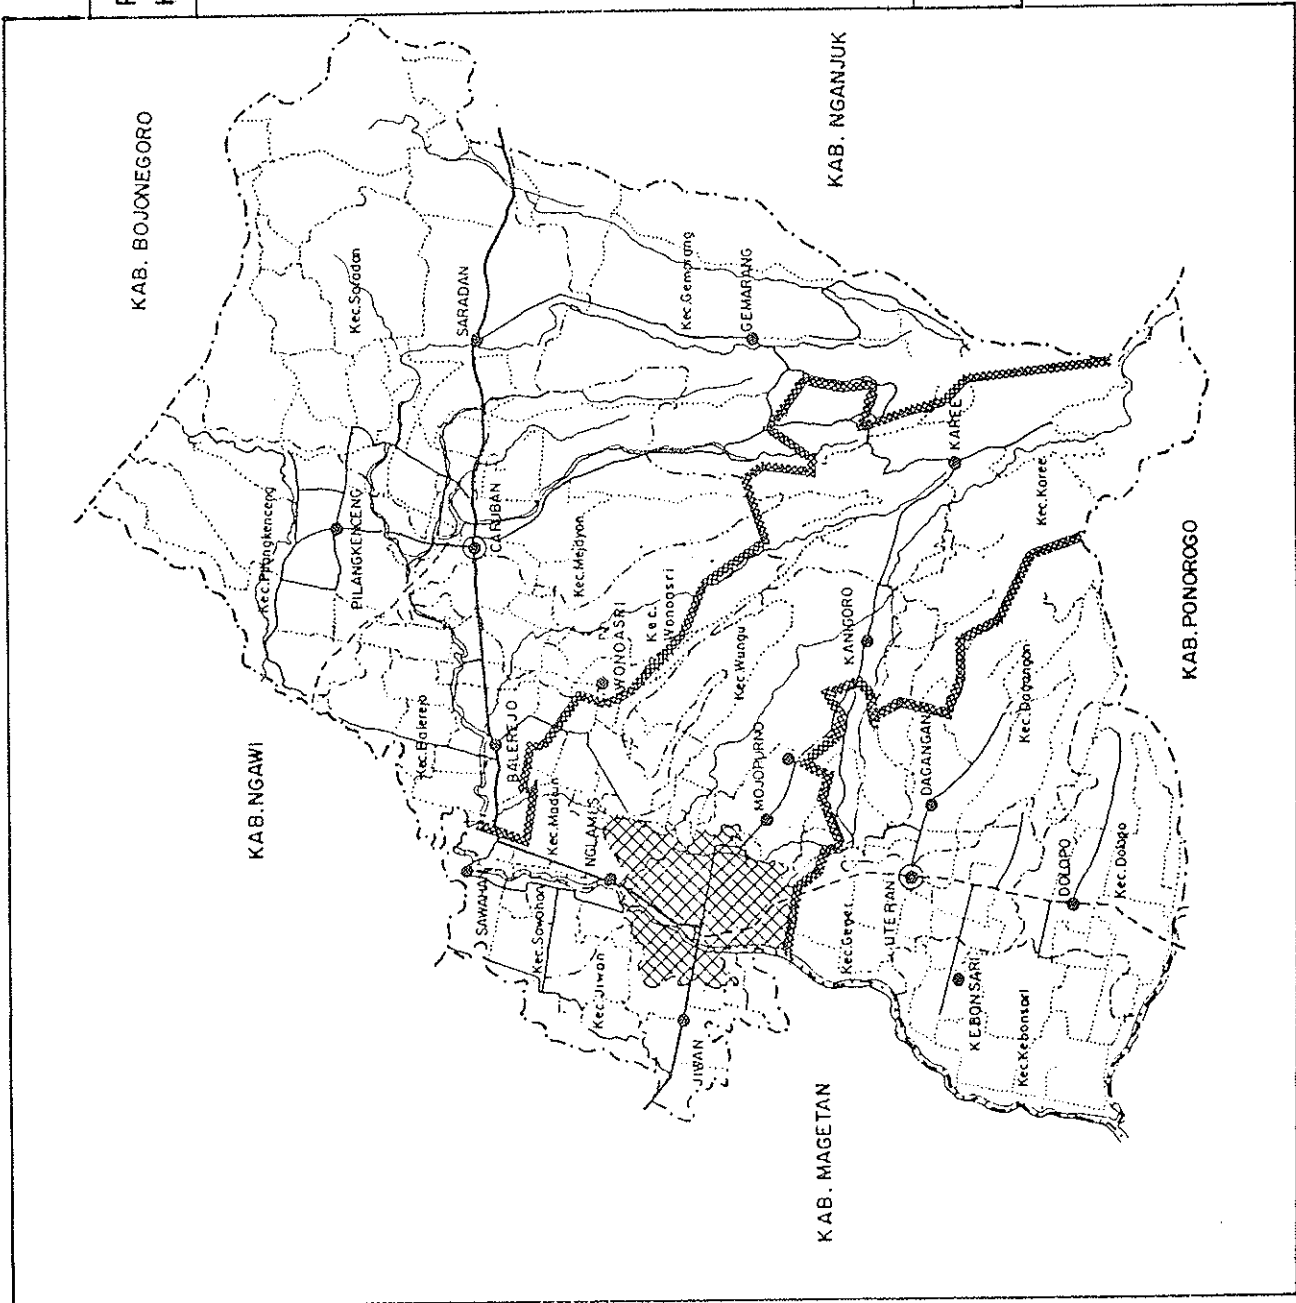 KAB. BOJONEGORO
KAB. NGANJUK
KAB. NGAWI
KAB. MAGETAN
KAB. PONOROGO
Kec. Saradan
SARADAN
Kec. Gemarang
GEMARANG
Kec. Pilangkenceng
PILANGKENCENG
CARUBAN
Kec. Mejayan
KAREE
Kec. Karee
Kec. Balerejo
BALEREJO
WONOASRI
Kec.
Wonoasri
Kec. Wungu
KANIGORO
MOJOPURNO
Kec. Madiun
NGLAMIS
SAWAHAN
Kec. Sawahan
Kec. Jiwan
JIWAN
DAGANGAN
Kec. Dagangan
Kec. Geger
UTERAN
DOLOPO
Kec. Dolopo
KEBONSARI
Kec. Kebonsari